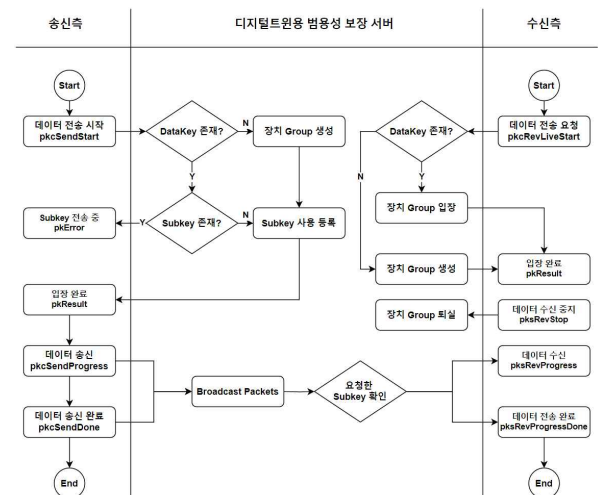 송신측
디지털트윈용 범용성 보장 서버
수신측
Start
Start
데이터 전송 시작
pkcSendStart
DataKey 존재?
N
장치 Group 생성
DataKey 존재?
데이터 전송 요청
pkcRevLiveStart
Y
N
Y
장치 Group 입장
Subkey 전송 중
pkError
Y
Subkey 존재?
N
Subkey 사용 등록
장치 Group 생성
입장 완료
pkResult
입장 완료
pkResult
장치 Group 퇴실
데이터 수신 중지
pksRevStop
데이터 송신
pkcSendProgress
Broadcast Packets
요청한
Subkey 확인
데이터 수신
pksRevProgress
데이터 송신 완료
pkcSendDone
데이터 전송 완료
pksRevProgressDone
End
End